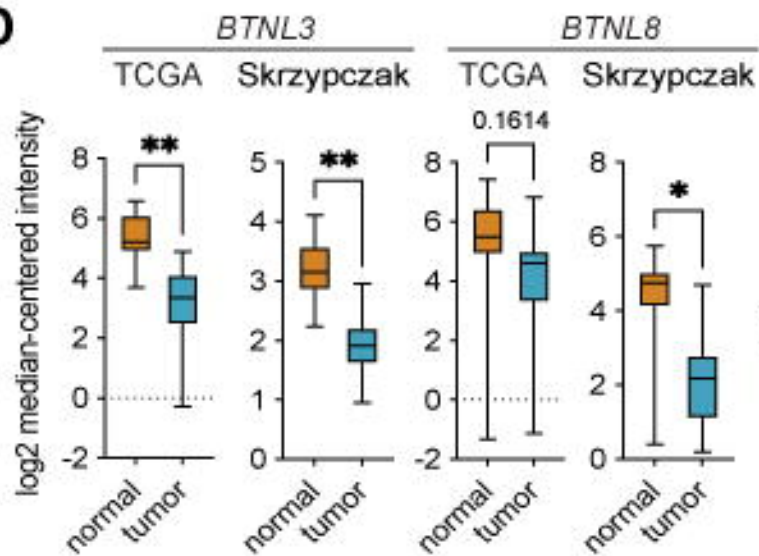 D
BTNL3 BTNL8
TCGA Skrzypczak TCGA Skrzypczak
log2 median-centered intensity
8 6 4 2 0 -2
**
normal tumor
5 4 3 2 1 0
**
normal tumor
8 6 4 2 0 -2
0.1614
normal tumor
8 6 4 2 0
*
normal tumor